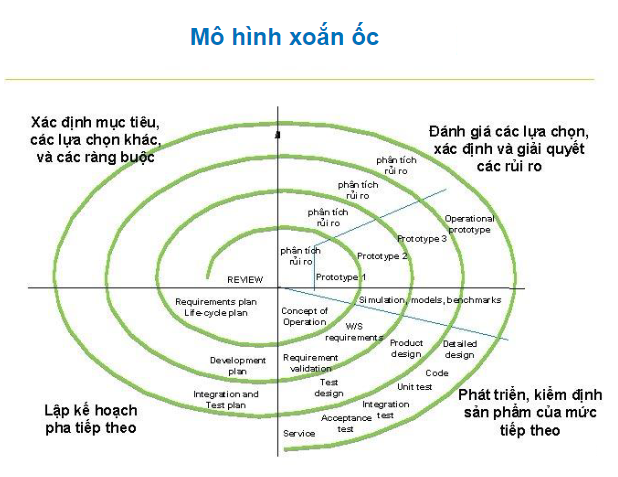 Mô hình xoắn ốc
Xác định mục tiêu,
các lựa chọn khác,
và các ràng buộc
Đánh giá các lựa chọn,
xác định và giải quyết
các rủi ro
phân tích
rủi ro
phân tích
rủi ro
phân tích
rủi ro
phân tích
rủi ro
Operational
prototype
Prototype 3
Prototype 2
Prototype 1
REVIEW
Simulation, models, benchmarks
Requirements plan
Life-cycle plan
Concept of
Operation
W/S
requirements
Product
design
Detailed
design
Development
plan
Requirement
validation
Code
Test
design
Unit test
Integration and
Test plan
Integration
test
Acceptance
test
Service
Lập kế hoạch
pha tiếp theo
Phát triển, kiểm định
sản phẩm của mức
tiếp theo